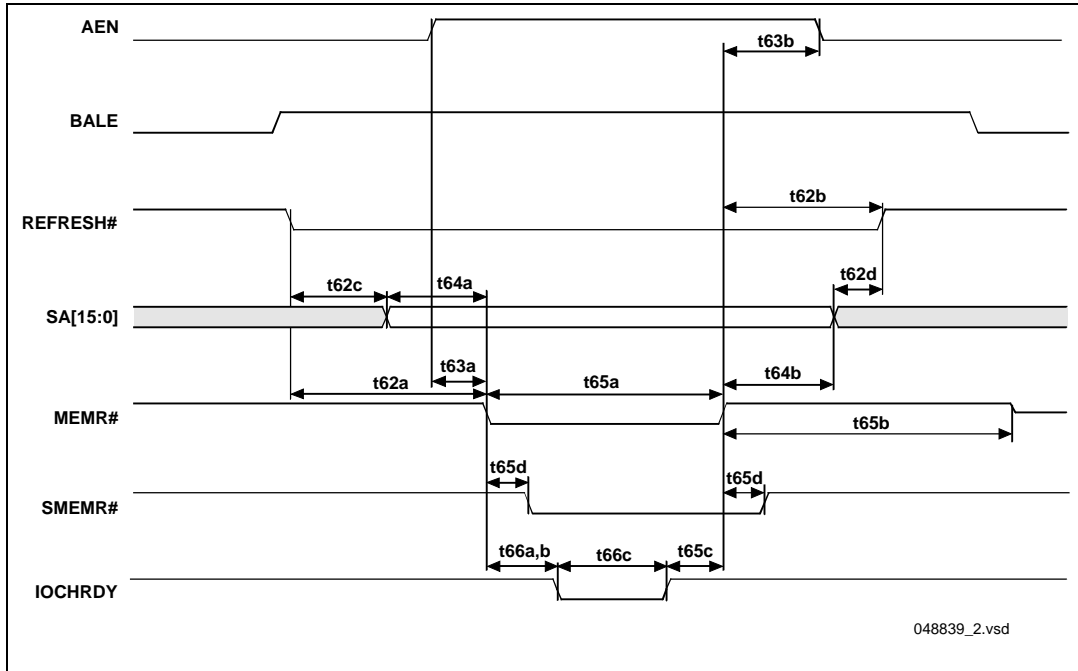 AEN
t63b
BALE
t62b
REFRESH#
t62c
t64a
t62d
SA[15:0]
t63a
t62a
t65a
t64b
MEMR#
t65b
t65d
t65d
SMEMR#
t66a,b
t66c
t65c
IOCHRDY
048839_2.vsd